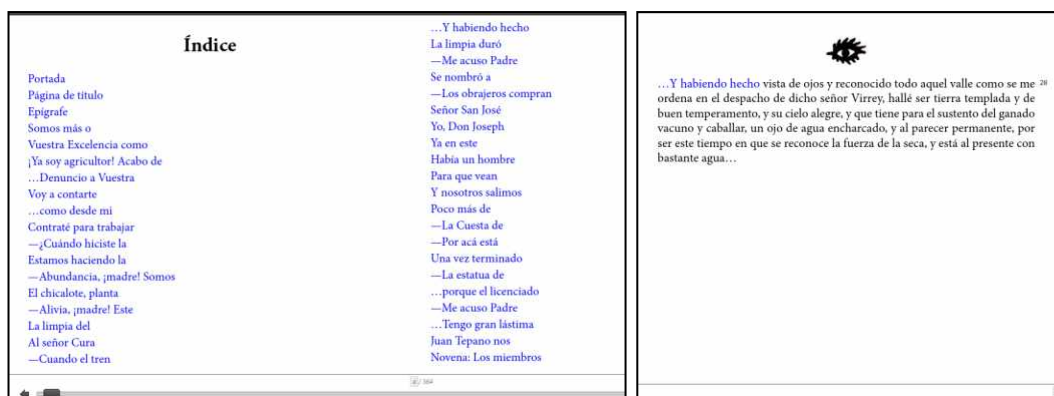 Índice
Portada
Página de título
Epígrafe
Somos más o
Vuestra Excelencia como
¡Ya soy agricultor! Acabo de
…Denuncio a Vuestra
Voy a contarte
…como desde mi
Contraté para trabajar
—¿Cuándo hiciste la
Estamos haciendo la
—Abundancia, ¡madre! Somos
El chicalote, planta
—Alivia, ¡madre! Este
La limpia del
Al señor Cura
—Cuando el tren
…Y habiendo hecho
La limpia duró
—Me acuso Padre
Se nombró a
—Los obrajeros compran
Señor San José
Yo, Don Joseph
Ya en este
Había un hombre
Para que vean
Y nosotros salimos
Poco más de
—La Cuesta de
—Por acá está
Una vez terminado
—La estatua de
…porque el licenciado
—Me acuso Padre
…Tengo gran lástima
Juan Tepano nos
Novena: Los miembros
…Y habiendo hecho vista de ojos y reconocido todo aquel valle como se me
ordena en el despacho de dicho señor Virrey, hallé ser tierra templada y de
buen temperamento, y su cielo alegre, y que tiene para el sustento del ganado
vacuno y caballar, un ojo de agua encharcado, y al parecer permanente, por
ser este tiempo en que se reconoce la fuerza de la seca, y está al presente con
bastante agua…